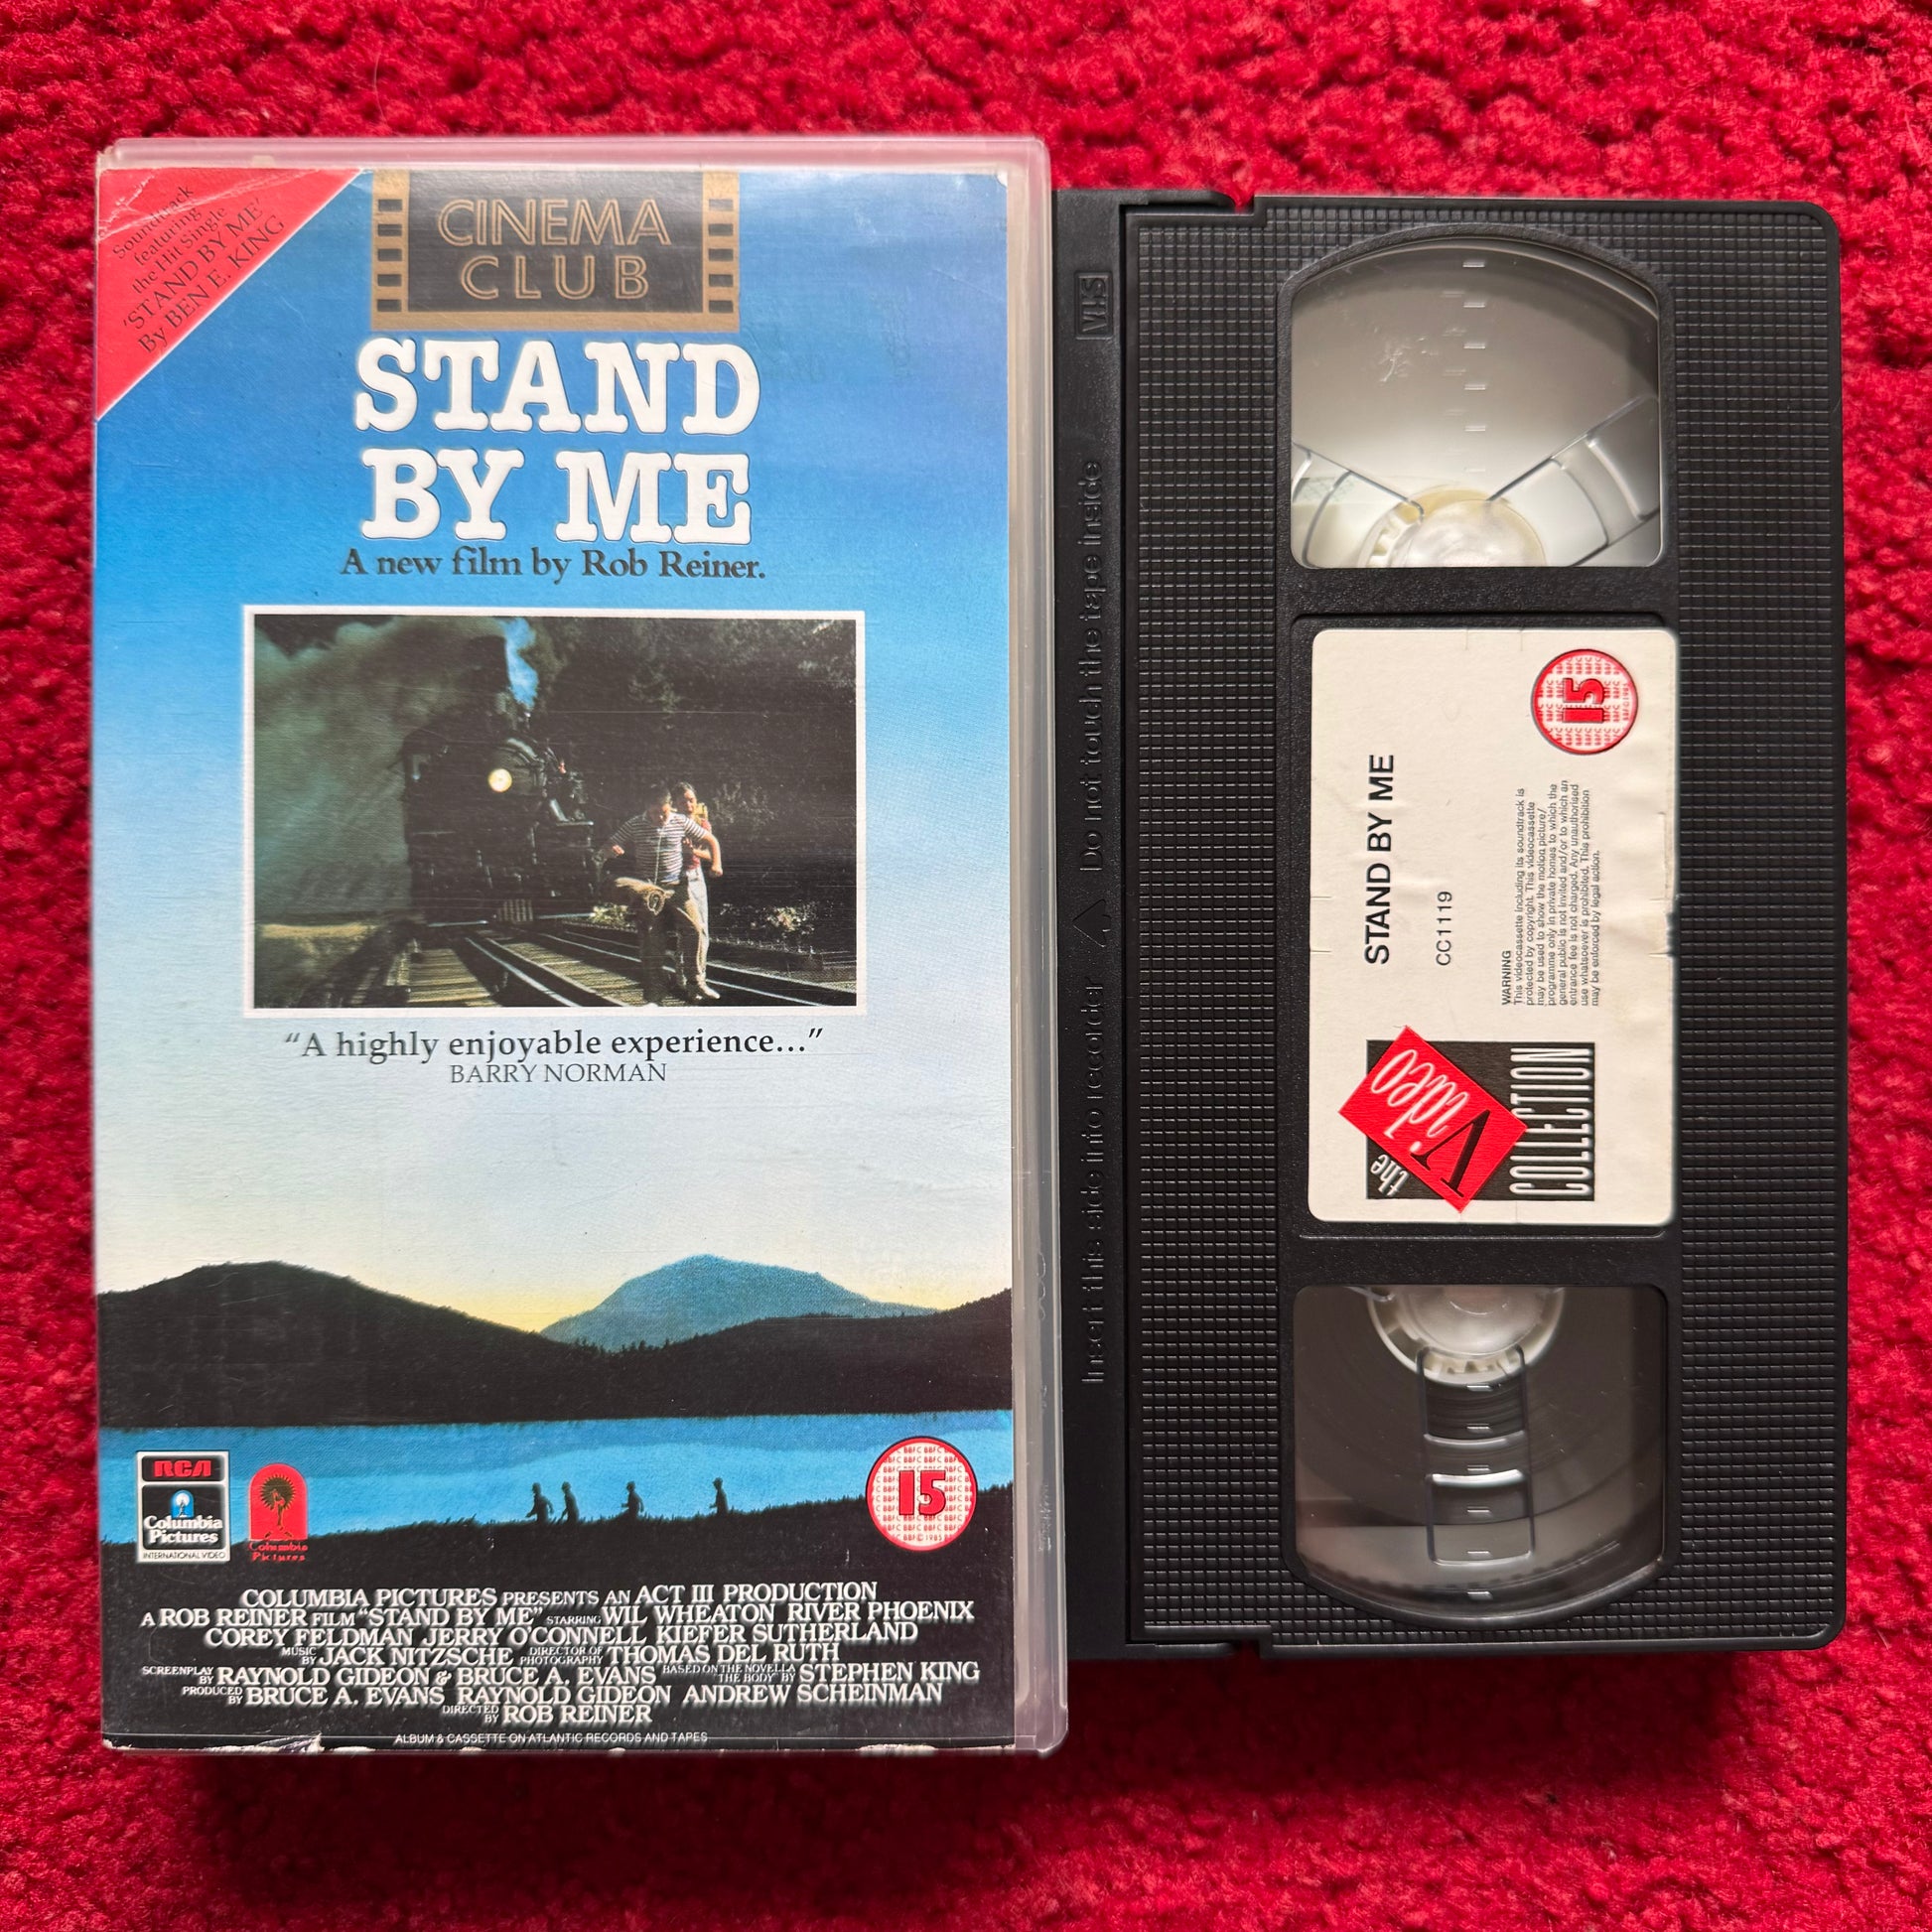 Soundtrack
featuring
the Hit Single
'STAND BY ME'
By BEN E. KING
CINEMA
CLUB
STAND
BY ME
A new film by Rob Reiner.
“A highly enjoyable experience...”
BARRY NORMAN
RCA
Columbia
Pictures
INTERNATIONAL VIDEO
Columbia
Pictures
15
COLUMBIA PICTURES PRESENTS AN ACT III PRODUCTION
A ROB REINER FILM “STAND BY ME” STARRING WIL WHEATON RIVER PHOENIX
COREY FELDMAN JERRY O'CONNELL KIEFER SUTHERLAND
MUSIC BY JACK NITZSCHE DIRECTOR OF PHOTOGRAPHY THOMAS DEL RUTH
SCREENPLAY BY RAYNOLD GIDEON & BRUCE A. EVANS BASED ON THE NOVELLA "THE BODY" BY STEPHEN KING
PRODUCED BY BRUCE A. EVANS RAYNOLD GIDEON ANDREW SCHEINMAN
DIRECTED BY ROB REINER
ALBUM & CASSETTE ON ATLANTIC RECORDS AND TAPES
VHS
Insert this side into recorder Do not touch the tape inside
STAND BY ME
CC1119
15
WARNING
This videocassette including its soundtrack is
protected by copyright. This videocassette
may be used to show the motion picture/
programme only in private homes to which the
general public is not invited and/or to which an
entrance fee is not charged. Any unauthorised
use whatsoever is prohibited. This prohibition
may be enforced by legal action.
the
Video
COLLECTION